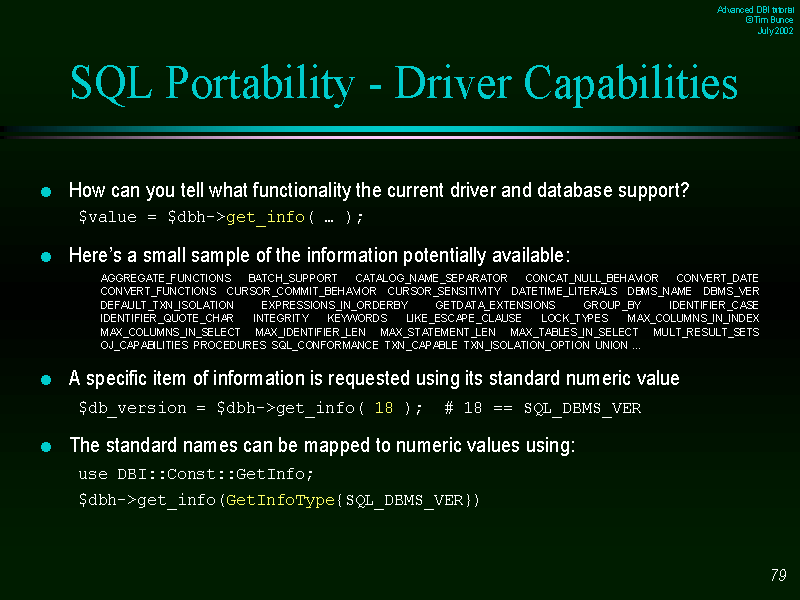 Advanced DBI tutorial
© Tim Bunce
July 2002
SQL Portability - Driver Capabilities
How can you tell what functionality the current driver and database support?
$value = $dbh->get_info( … );
Here’s a small sample of the information potentially available:
AGGREGATE_FUNCTIONS BATCH_SUPPORT CATALOG_NAME_SEPARATOR CONCAT_NULL_BEHAVIOR CONVERT_DATE
CONVERT_FUNCTIONS CURSOR_COMMIT_BEHAVIOR CURSOR_SENSITIVITY DATETIME_LITERALS DBMS_NAME DBMS_VER
DEFAULT_TXN_ISOLATION EXPRESSIONS_IN_ORDERBY GETDATA_EXTENSIONS GROUP_BY IDENTIFIER_CASE
IDENTIFIER_QUOTE_CHAR INTEGRITY KEYWORDS LIKE_ESCAPE_CLAUSE LOCK_TYPES MAX_COLUMNS_IN_INDEX
MAX_COLUMNS_IN_SELECT MAX_IDENTIFIER_LEN MAX_STATEMENT_LEN MAX_TABLES_IN_SELECT MULT_RESULT_SETS
OJ_CAPABILITIES PROCEDURES SQL_CONFORMANCE TXN_CAPABLE TXN_ISOLATION_OPTION UNION …
A specific item of information is requested using its standard numeric value
$db_version = $dbh->get_info( 18 ); # 18 == SQL_DBMS_VER
The standard names can be mapped to numeric values using:
use DBI::Const::GetInfo;
$dbh->get_info(GetInfoType{SQL_DBMS_VER})
79